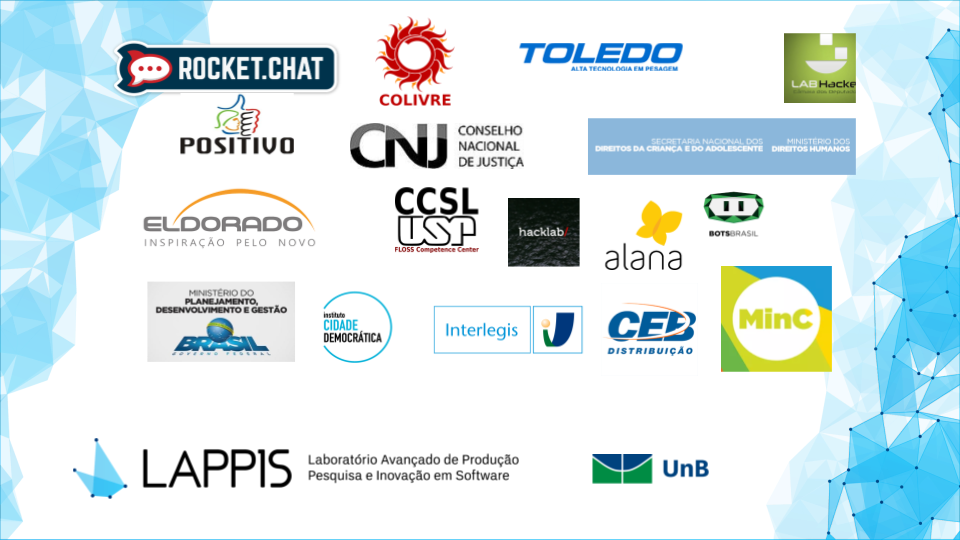 ROCKET.CHAT
COLIVRE
TOLEDO
ALTA TECNOLOGIA EM PESAGEM
LABHacke
POSITIVO
CNJ
CONSELHO
NACIONAL
DE JUSTIÇA
SECRETARIA NACIONAL DOS
DIREITOS DA CRIANÇA E DO ADOLESCENTE
MINISTÉRIO DOS
DIREITOS HUMANOS
ELDORADO
INSPIRAÇÃO PELO NOVO
CCSL
USP
FLOSS Competence Center
hacklab/
alana
BOTSBRASIL
MINISTÉRIO DO
PLANEJAMENTO,
DESENVOLVIMENTO E GESTÃO
BRASIL
GOVERNO FEDERAL
instituto
CIDADE
DEMOCRÁTICA
Interlegis
CEB
DISTRIBUIÇÃO
MinC
LAPPIS
Laboratório Avançado de Produção
Pesquisa e Inovação em Software
UnB